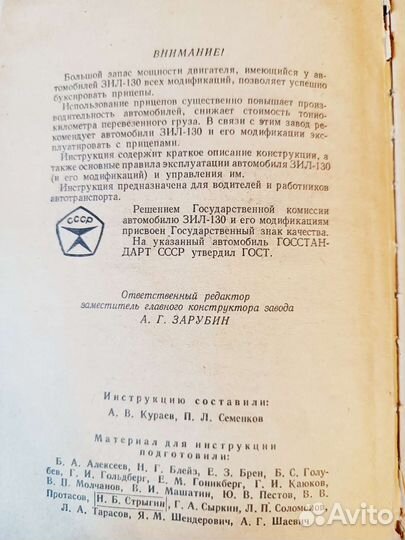 ВНИМАНИЕ!
Большой запас мощности двигателя, имеющийся у ав-
томобилей ЗИЛ-130 всех модификаций, позволяет успешно
буксировать прицепы.
Использование прицепов существенно повышает произ-
водительность автомобилей, снижает стоимость тонно-
километра перевезенного груза. В связи с этим завод ре-
комендует автомобили ЗИЛ-130 и его модификации экс-
плуатировать с прицепами.
Инструкция содержит краткое описание конструкции, а
также основные правила эксплуатации автомобиля ЗИЛ-130
(и его модификаций) и управления им.
Инструкция предназначена для водителей и работников
автотранспорта.
СССР
Решением Государственной комиссии
автомобилю ЗИЛ-130 и его модификациям
присвоен Государственный знак качества.
На указанный автомобиль ГОССТАН-
ДАРТ СССР утвердил ГОСТ.
Ответственный редактор
заместитель главного конструктора завода
А. Г. ЗАРУБИН
Инструкцию составили:
А. В. Кураев, П. Л. Семенков
Материал для инструкции
подготовили:
Б. А. Алексеев, Н. Г. Блейз, Е. З. Брен, Б. С. Голу-
бев, Г. И. Гольдберг, Е. М. Гоникберг, Г. И. Каюков,
В. П. Молчанов, В. И. Машатин, Ю. В. Пестов, В. В.
Протасов, Н. Б. Стрыгин, Г. А. Сыркин, Л. П. Соломатов,
Л. А. Тарасов, Я. М. Шендерович, А. Г. Шаевич
Avito